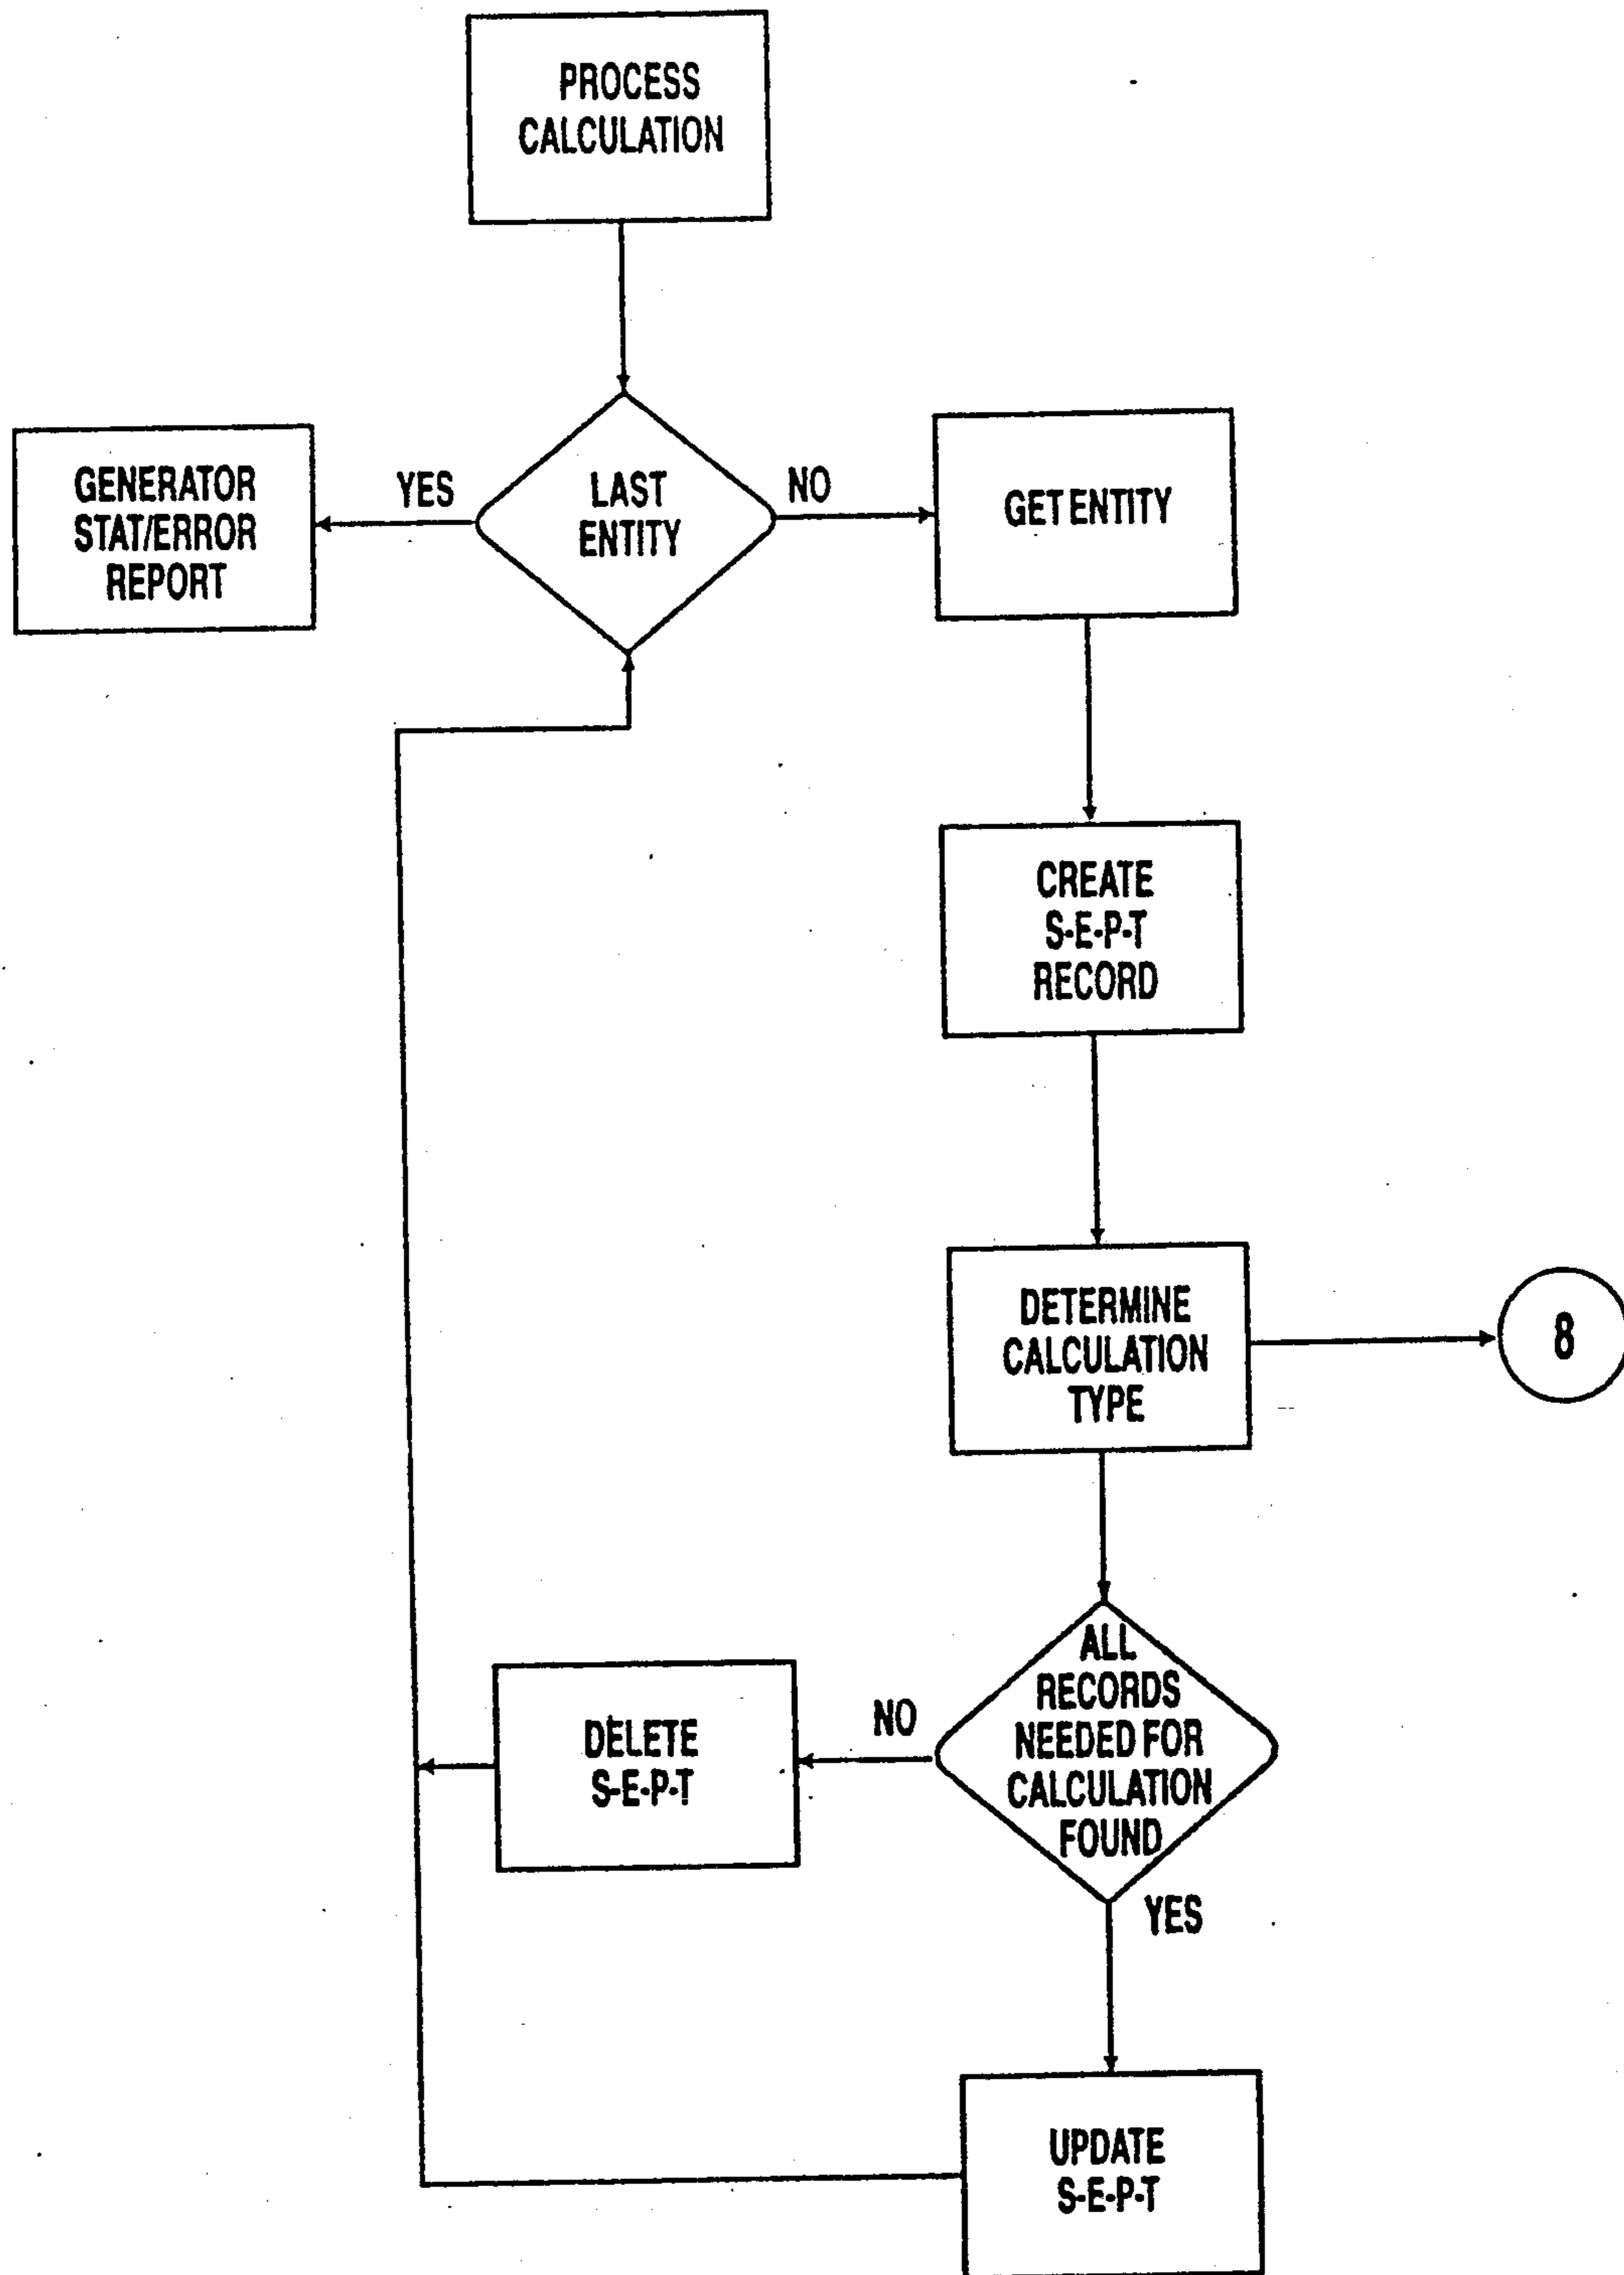 PROCESS
CALCULATION
GENERATOR
STAT/ERROR
REPORT
YES
LAST
ENTITY
NO
GET ENTITY
CREATE
S-E-P-T
RECORD
DETERMINE
CALCULATION
TYPE
8
ALL
RECORDS
NEEDED FOR
CALCULATION
FOUND
NO
DELETE
S-E-P-T
YES
UPDATE
S-E-P-T